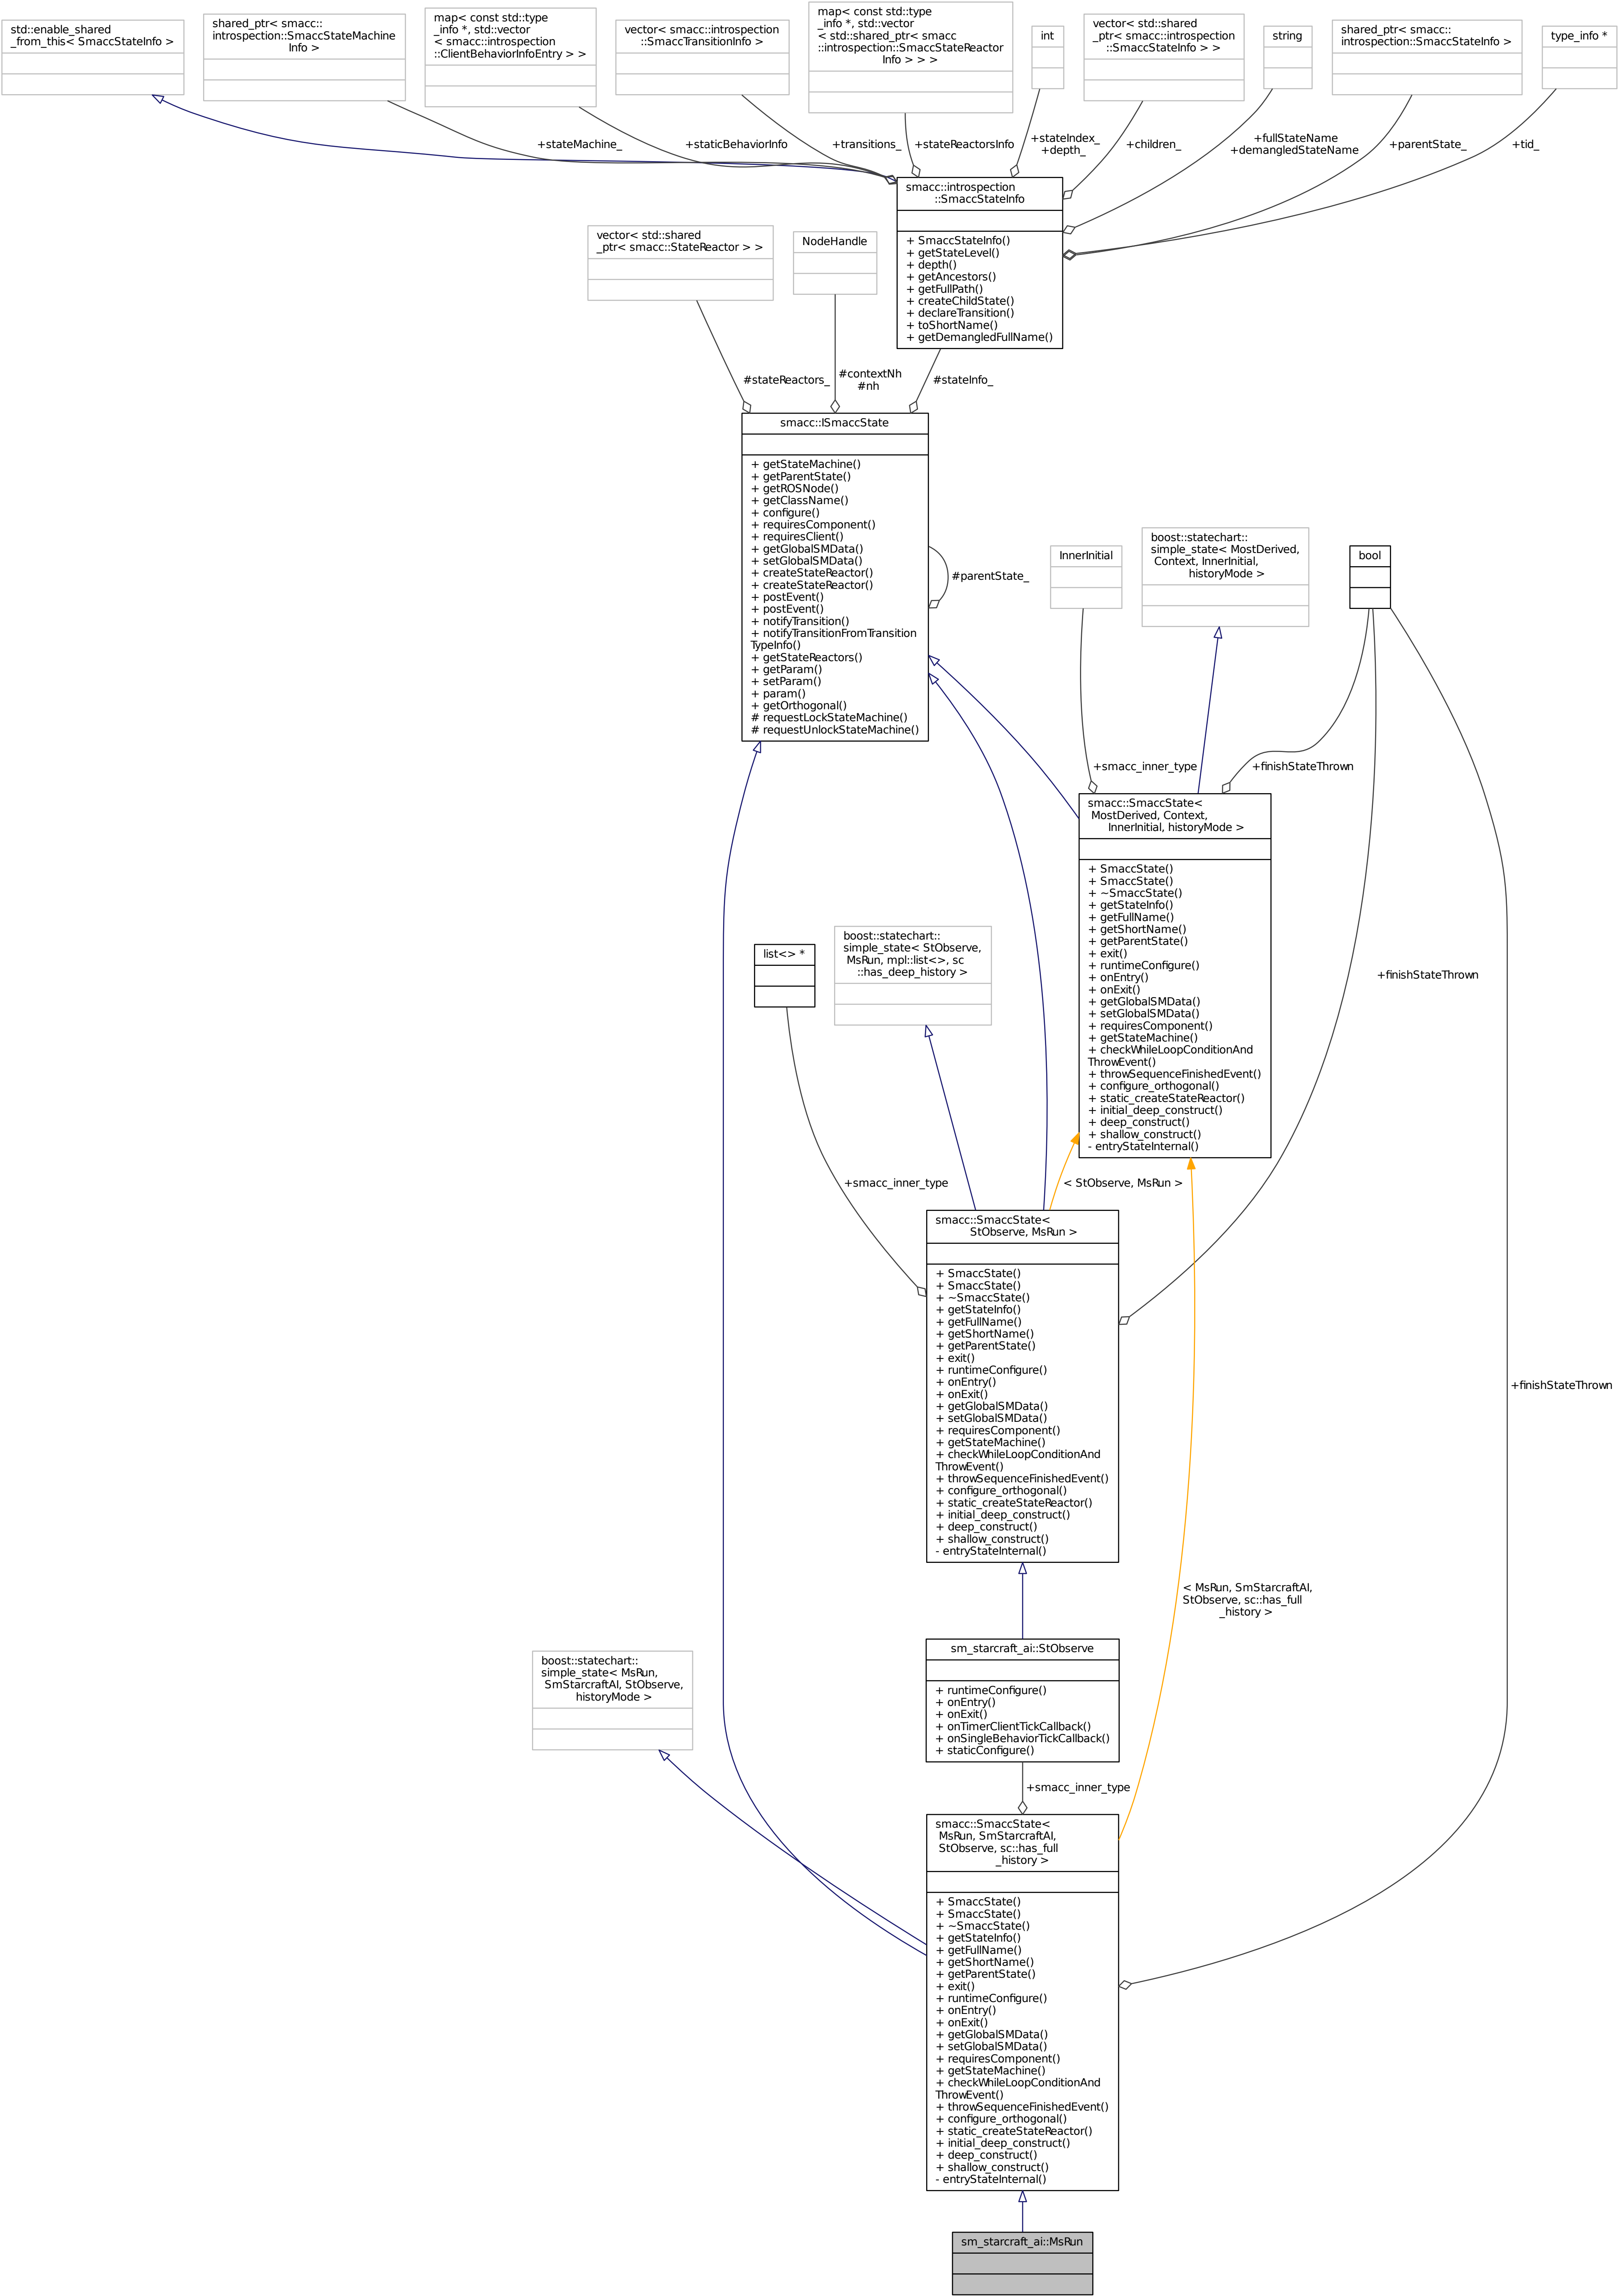 std::enable_shared
_from_this< SmaccStateInfo >
shared_ptr< smacc::
introspection::SmaccStateMachine
Info >
map< const std::type
_info *, std::vector
< smacc::introspection
::ClientBehaviorInfoEntry > >
vector< smacc::introspection
::SmaccTransitionInfo >
map< const std::type
_info *, std::vector
< std::shared_ptr< smacc
::introspection::SmaccStateReactor
Info > > >
int
vector< std::shared
_ptr< smacc::introspection
::SmaccStateInfo > >
string
shared_ptr< smacc::
introspection::SmaccStateInfo >
type_info *
+stateMachine_
+staticBehaviorInfo
+transitions_
+stateReactorsInfo
+stateIndex_
+depth_
+children_
+fullStateName
+demangledStateName
+parentState_
+tid_
smacc::introspection
::SmaccStateInfo
+ SmaccStateInfo()
+ getStateLevel()
+ depth()
+ getAncestors()
+ getFullPath()
+ createChildState()
+ declareTransition()
+ toShortName()
+ getDemangledFullName()
vector< std::shared
_ptr< smacc::StateReactor > >
NodeHandle
#stateReactors_
#contextNh
#nh
#stateInfo_
smacc::ISmaccState
+ getStateMachine()
+ getParentState()
+ getROSNode()
+ getClassName()
+ configure()
+ requiresComponent()
+ requiresClient()
+ getGlobalSMData()
+ setGlobalSMData()
+ createStateReactor()
+ createStateReactor()
+ postEvent()
+ postEvent()
+ notifyTransition()
+ notifyTransitionFromTransition
TypeInfo()
+ getStateReactors()
+ getParam()
+ setParam()
+ param()
+ getOrthogonal()
# requestLockStateMachine()
# requestUnlockStateMachine()
#parentState_
InnerInitial
boost::statechart::
simple_state< MostDerived,
Context, InnerInitial,
historyMode >
bool
+smacc_inner_type
+finishStateThrown
smacc::SmaccState<
MostDerived, Context,
InnerInitial, historyMode >
+ SmaccState()
+ SmaccState()
+ ~SmaccState()
+ getStateInfo()
+ getFullName()
+ getShortName()
+ getParentState()
+ exit()
+ runtimeConfigure()
+ onEntry()
+ onExit()
+ getGlobalSMData()
+ setGlobalSMData()
+ requiresComponent()
+ getStateMachine()
+ checkWhileLoopConditionAnd
ThrowEvent()
+ throwSequenceFinishedEvent()
+ configure_orthogonal()
+ static_createStateReactor()
+ initial_deep_construct()
+ deep_construct()
+ shallow_construct()
- entryStateInternal()
list<> *
boost::statechart::
simple_state< StObserve,
MsRun, mpl::list<>, sc
::has_deep_history >
+finishStateThrown
+smacc_inner_type
< StObserve, MsRun >
smacc::SmaccState<
StObserve, MsRun >
+ SmaccState()
+ SmaccState()
+ ~SmaccState()
+ getStateInfo()
+ getFullName()
+ getShortName()
+ getParentState()
+ exit()
+ runtimeConfigure()
+ onEntry()
+ onExit()
+ getGlobalSMData()
+ setGlobalSMData()
+ requiresComponent()
+ getStateMachine()
+ checkWhileLoopConditionAnd
ThrowEvent()
+ throwSequenceFinishedEvent()
+ configure_orthogonal()
+ static_createStateReactor()
+ initial_deep_construct()
+ deep_construct()
+ shallow_construct()
- entryStateInternal()
+finishStateThrown
< MsRun, SmStarcraftAI,
StObserve, sc::has_full
_history >
boost::statechart::
simple_state< MsRun,
SmStarcraftAI, StObserve,
historyMode >
sm_starcraft_ai::StObserve
+ runtimeConfigure()
+ onEntry()
+ onExit()
+ onTimerClientTickCallback()
+ onSingleBehaviorTickCallback()
+ staticConfigure()
+smacc_inner_type
smacc::SmaccState<
MsRun, SmStarcraftAI,
StObserve, sc::has_full
_history >
+ SmaccState()
+ SmaccState()
+ ~SmaccState()
+ getStateInfo()
+ getFullName()
+ getShortName()
+ getParentState()
+ exit()
+ runtimeConfigure()
+ onEntry()
+ onExit()
+ getGlobalSMData()
+ setGlobalSMData()
+ requiresComponent()
+ getStateMachine()
+ checkWhileLoopConditionAnd
ThrowEvent()
+ throwSequenceFinishedEvent()
+ configure_orthogonal()
+ static_createStateReactor()
+ initial_deep_construct()
+ deep_construct()
+ shallow_construct()
- entryStateInternal()
sm_starcraft_ai::MsRun